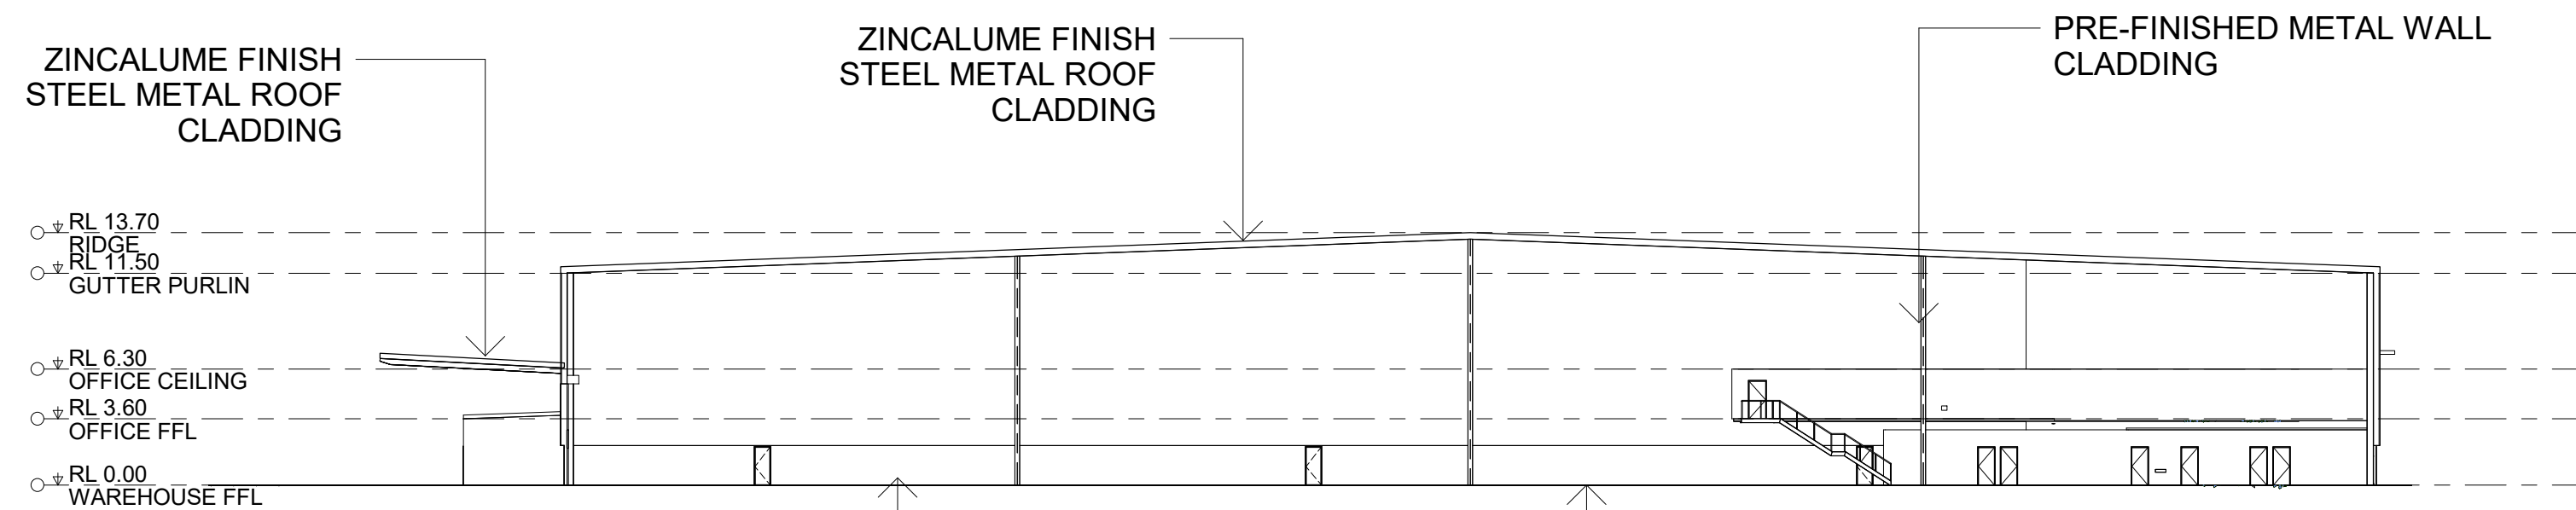 ZINCALUME FINISH
STEEL METAL ROOF
CLADDING
ZINCALUME FINISH
STEEL METAL ROOF
CLADDING
PRE-FINISHED METAL WALL
CLADDING
RL 13.70
RIDGE
RL 11.50
GUTTER PURLIN
RL 6.30
OFFICE CEILING
RL 3.60
OFFICE FFL
RL 0.00
WAREHOUSE FFL